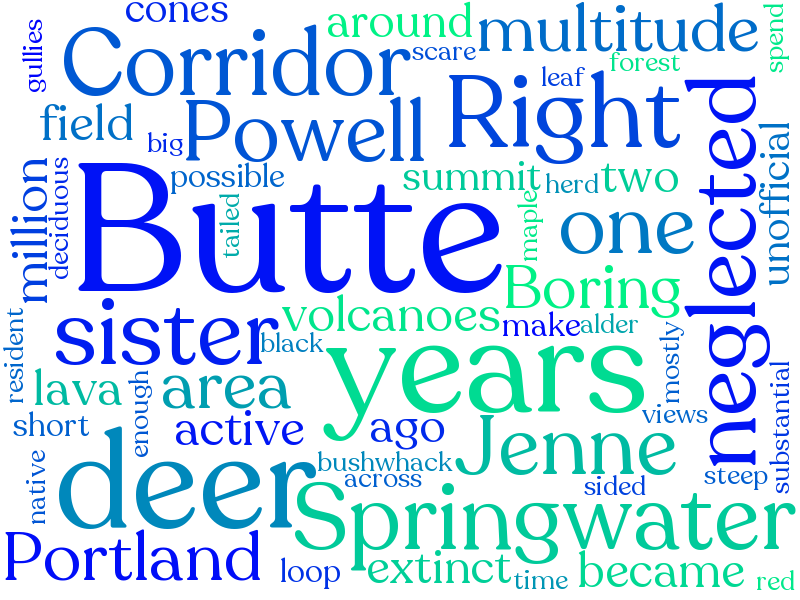 cones
around
multitude
spend
gullies
Corridor
scare
forest
leaf
field
Powell
Right
big
possible
summit
herd
two
neglected
unofficial
million
deciduous
tailed
Butte
maple
one
Boring
volcanoes
make
alder
sister
black
resident
years
mostly
lava
enough
area
views
substantial
short
active
ago
Jenne
native
deer
bushwhack
across
steep
sided
Springwater
Portland
loop
extinct
time
became
red